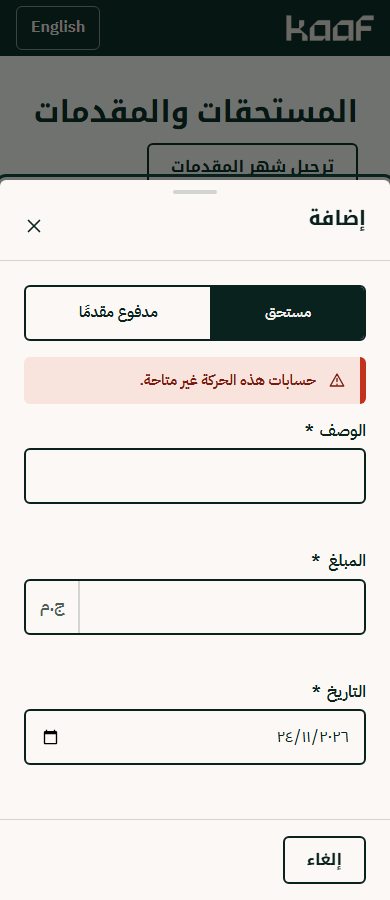 kaaf
English
المستحقات والمقدمات
ترحيل شهر المقدمات
إضافة
مستحق
مدفوع مقدمًا
حسابات هذه الحركة غير متاحة.
الوصف *
المبلغ *
ج.م
التاريخ *
٢٤/١١/٢٠٢٦
إلغاء